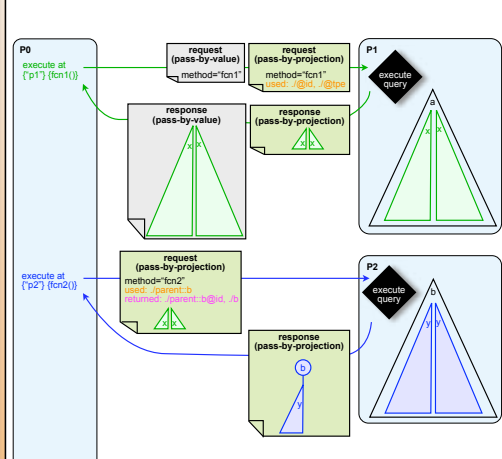 P0
execute at
{"p1"} {fcn1()}
request
(pass-by-value)
method="fcn1"
request
(pass-by-projection)
method="fcn1"
used: ./@id, ./@tpe
P1
execute
query
a
x x
response
(pass-by-value)
x x
response
(pass-by-projection)
x x
execute at
{"p2"} {fcn2()}
request
(pass-by-projection)
method="fcn2"
used: ./parent::b
returned: ./parent::b@id, ./b
x x
P2
execute
query
b
y y
response
(pass-by-projection)
b
y